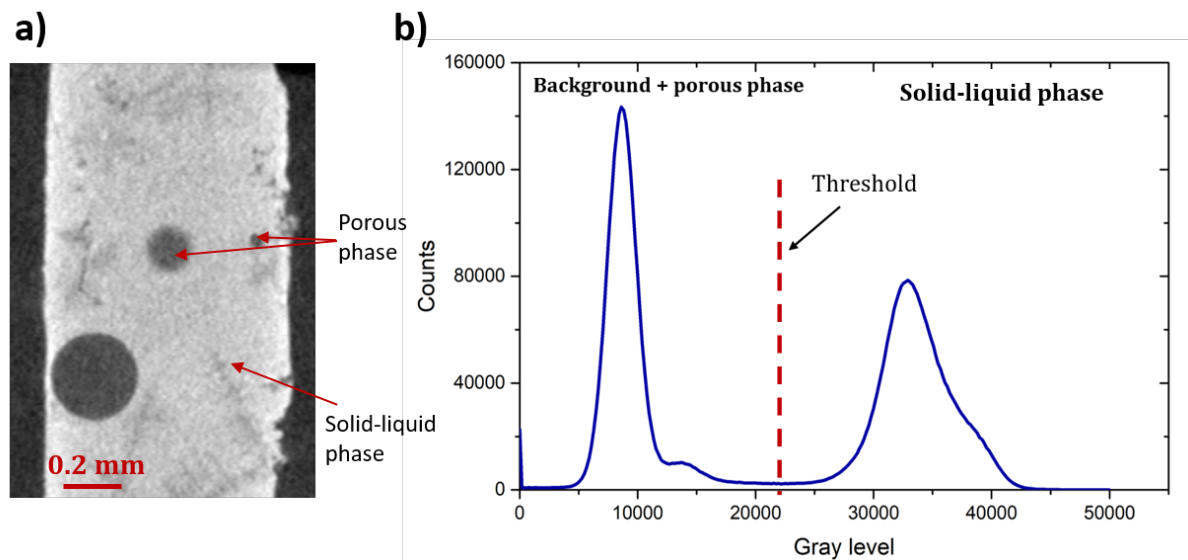 a)
Porous
phase
Solid-liquid
phase
0.2 mm
b)
160000
120000
80000
40000
0
Counts
Background + porous phase
Solid-liquid phase
Threshold
0
10000
20000
30000
40000
50000
Gray level